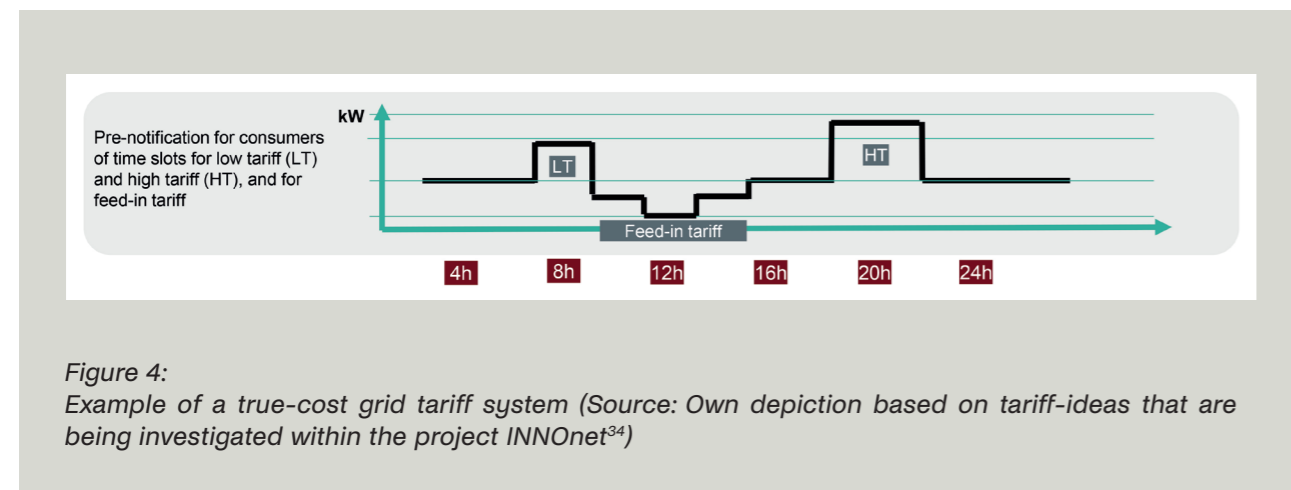 kW
Pre-notification for consumers
of time slots for low tariff (LT)
and high tariff (HT), and for
feed-in tariff
LT
HT
Feed-in tariff
4h 8h 12h 16h 20h 24h
Figure 4:
Example of a true-cost grid tariff system (Source: Own depiction based on tariff-ideas that are
being investigated within the project INNOnet³⁴)